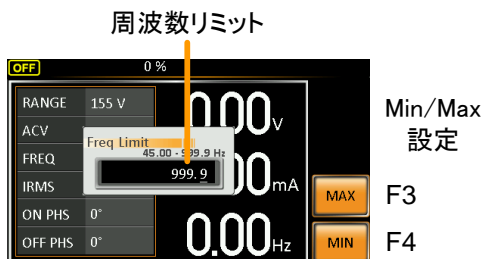 周波数リミット
OFF 0 %
RANGE 155 V
0.00V
ACV
Freq Limit
45.00 - 999.9 Hz
FREQ
999.9
IRMS
mA
ON PHS 0°
OFF PHS 0°
0.00Hz
Min/Max
設定
MAX F3
MIN F4